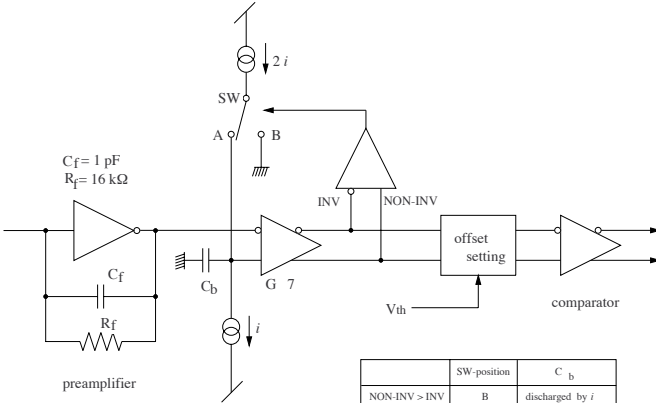 2 i
SW
A
B
Cf = 1 pF
Rf = 16 kΩ
INV
NON-INV
offset
setting
Cf
Cb
G 7
Vth
comparator
Rf
i
preamplifier
SW-position C b
NON-INV > INV B discharged by i